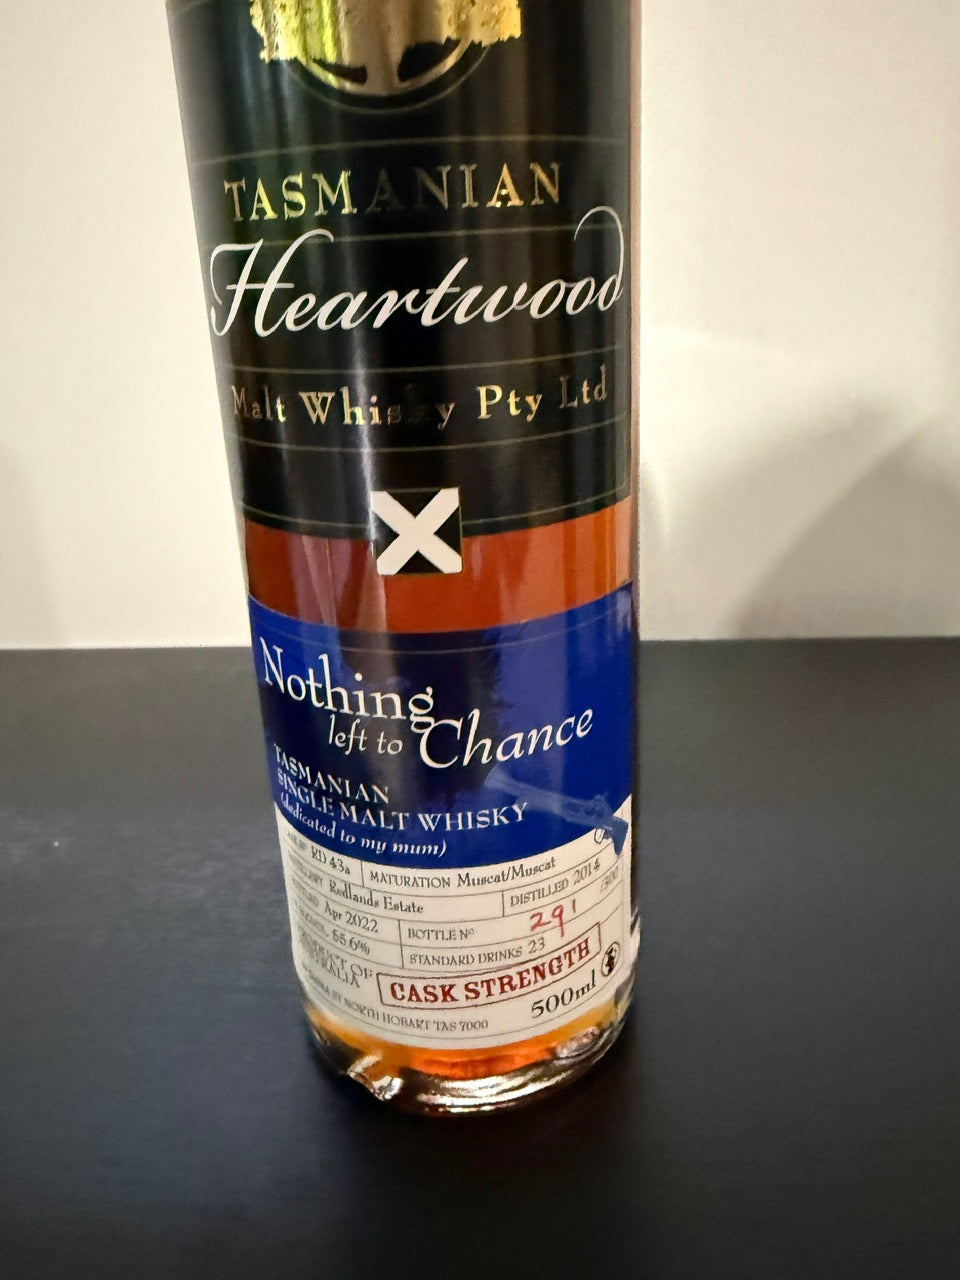 TASMANIAN
Heartwood
Malt Whisky Pty Ltd
Nothing
left to Chance
TASMANIAN
SINGLE MALT WHISKY
(dedicated to my mum)
RD 43a MATURATION Muscat/Muscat
Redlands Estate DISTILLED 2014
Apr 2022 BOTTLE Nº 291 /300
STANDARD DRINKS 23
PRODUCT OF
AUSTRALIA
CASK STRENGTH
500ml
ST NORTH HOBART TAS 7000